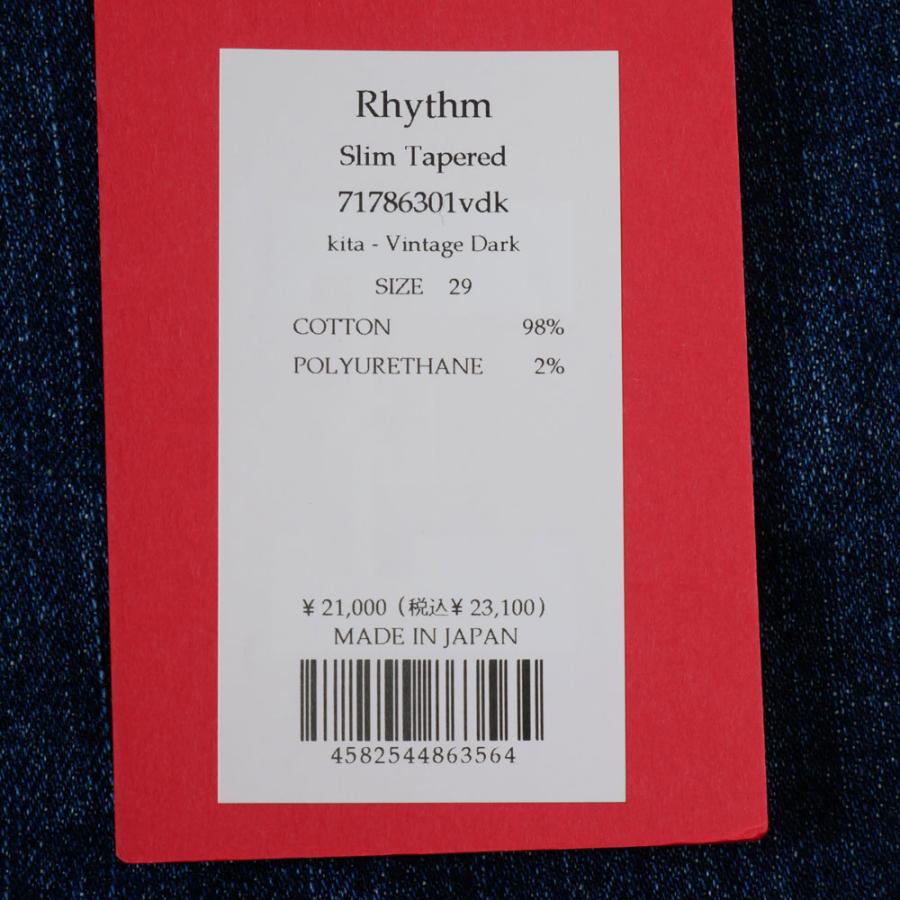 Rhythm
Slim Tapered
71786301vdk
kita - Vintage Dark
SIZE 29
COTTON 98%
POLYURETHANE 2%
¥ 21,000 (税込¥ 23,100)
MADE IN JAPAN
4582544863564